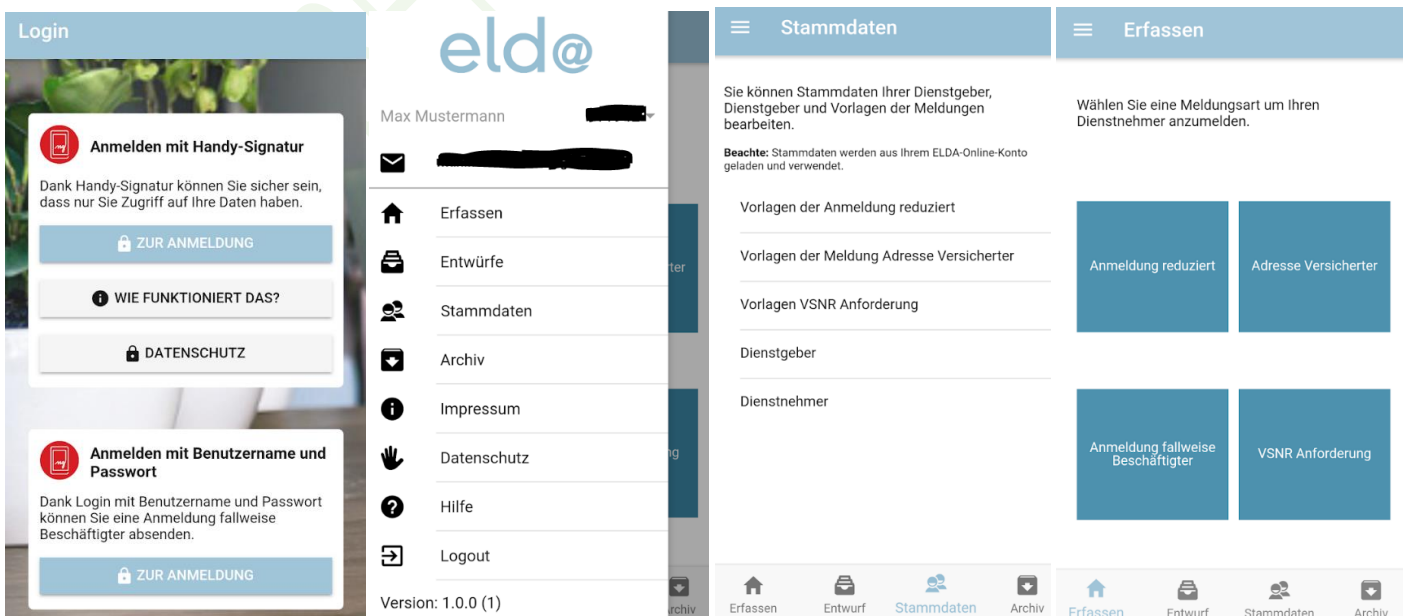 Login
Anmelden mit Handy-Signatur
Dank Handy-Signatur können Sie sicher sein,
dass nur Sie Zugriff auf Ihre Daten haben.
ZUR ANMELDUNG
WIE FUNKTIONIERT DAS?
DATENSCHUTZ
Anmelden mit Benutzername und
Passwort
Dank Login mit Benutzername und Passwort
können Sie eine Anmeldung fallweise
Beschäftigter absenden.
ZUR ANMELDUNG
eld@
Max Mustermann
Erfassen
Entwürfe
Stammdaten
Archiv
Impressum
Datenschutz
Hilfe
Logout
Version: 1.0.0 (1)
ter
ng
rchiv
Stammdaten
Sie können Stammdaten Ihrer Dienstgeber,
Dienstgeber und Vorlagen der Meldungen
bearbeiten.
Beachte: Stammdaten werden aus Ihrem ELDA-Online-Konto
geladen und verwendet.
Vorlagen der Anmeldung reduziert
Vorlagen der Meldung Adresse Versicherter
Vorlagen VSNR Anforderung
Dienstgeber
Dienstnehmer
Erfassen Entwurf Stammdaten Archiv
Erfassen
Wählen Sie eine Meldungsart um Ihren
Dienstnehmer anzumelden.
Anmeldung reduziert
Adresse Versicherter
Anmeldung fallweise
Beschäftigter
VSNR Anforderung
Erfassen Entwurf Stammdaten Archiv